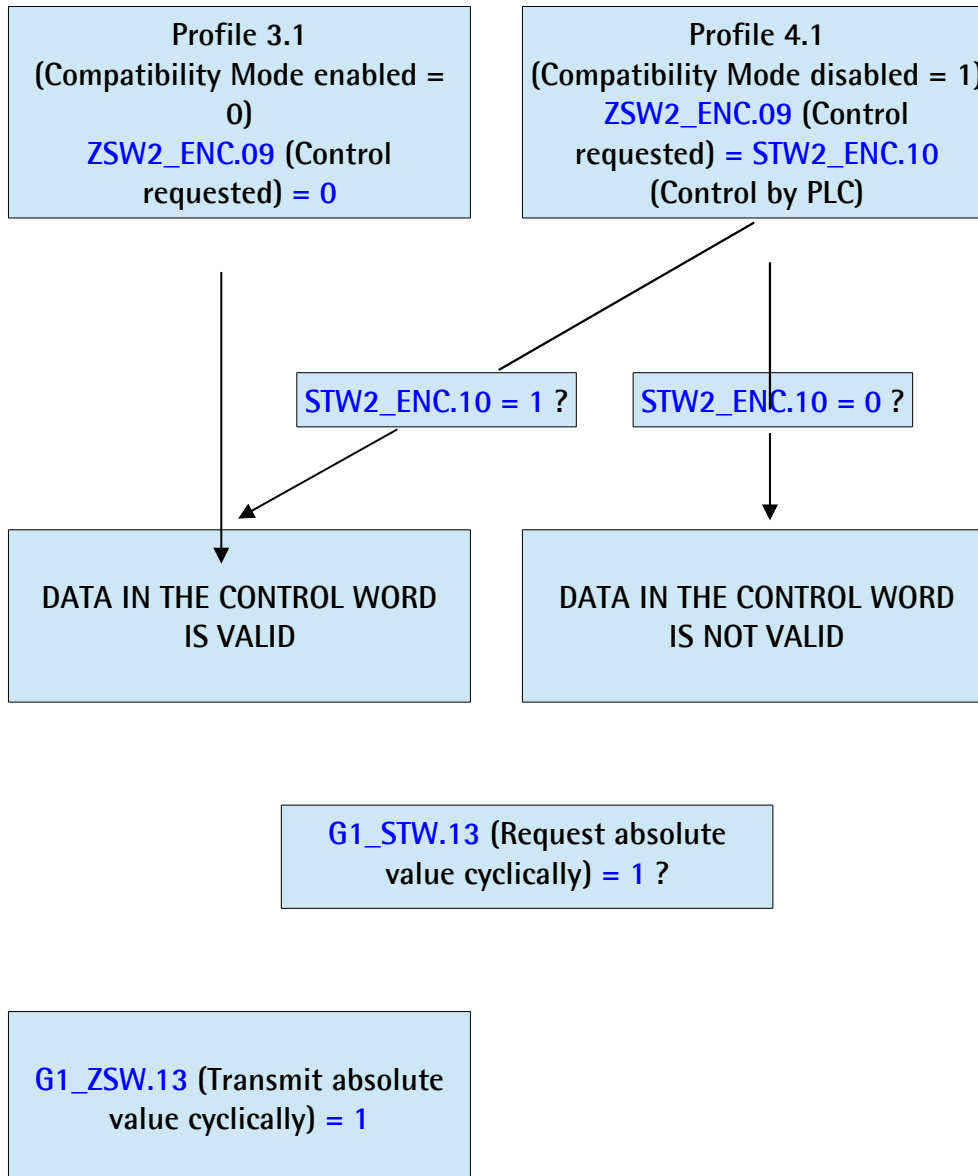 Profile 3.1
(Compatibility Mode enabled =
0)
ZSW2_ENC.09 (Control
requested) = 0
Profile 4.1
(Compatibility Mode disabled = 1)
ZSW2_ENC.09 (Control
requested) = STW2_ENC.10
(Control by PLC)
STW2_ENC.10 = 1 ?
STW2_ENC.10 = 0 ?
DATA IN THE CONTROL WORD
IS VALID
DATA IN THE CONTROL WORD
IS NOT VALID
G1_STW.13 (Request absolute
value cyclically) = 1 ?
G1_ZSW.13 (Transmit absolute
value cyclically) = 1